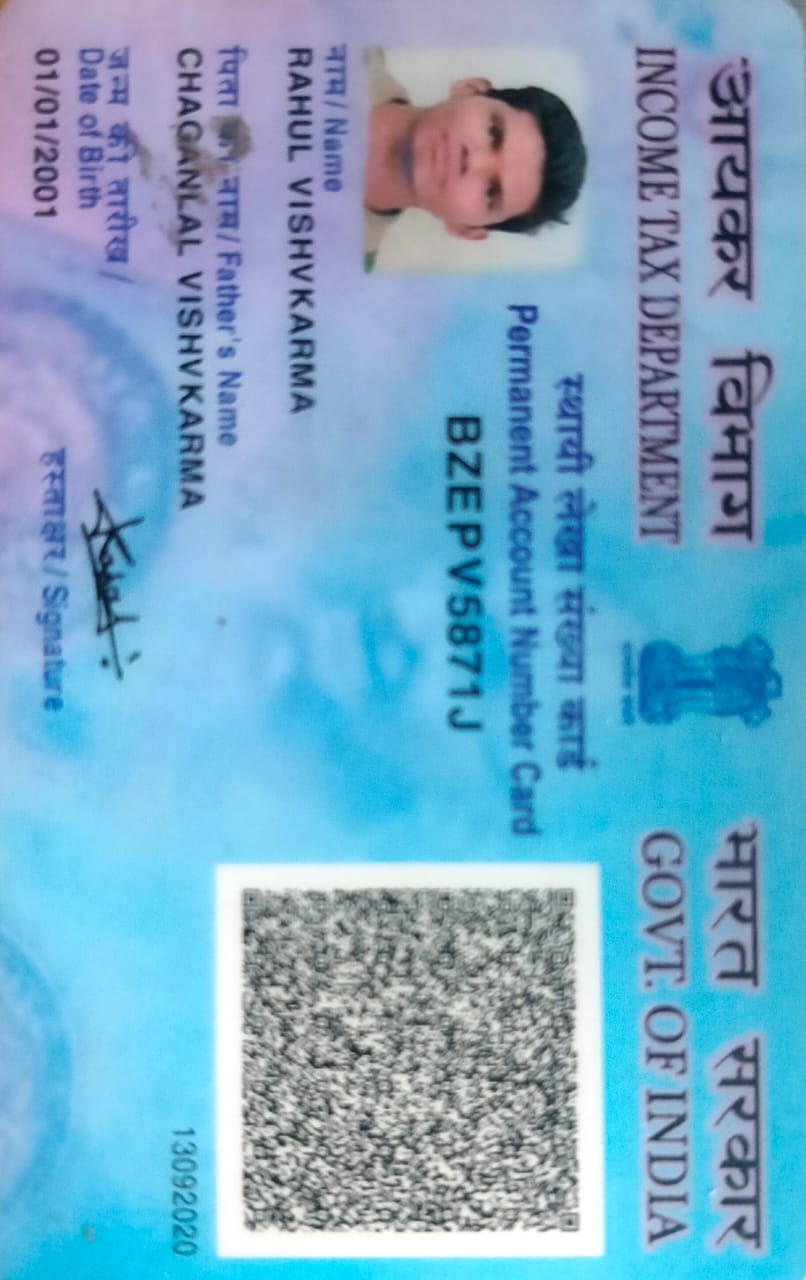 आयकर विभाग
INCOME TAX DEPARTMENT
भारत सरकार
GOVT. OF INDIA
स्थायी लेखा संख्या कार्ड
Permanent Account Number Card
BZEPV5871J
नाम / Name
RAHUL VISHVKARMA
पिता का नाम / Father's Name
CHAGANLAL VISHVKARMA
जन्म की तारीख /
Date of Birth
01/01/2001
हस्ताक्षर / Signature
13092020